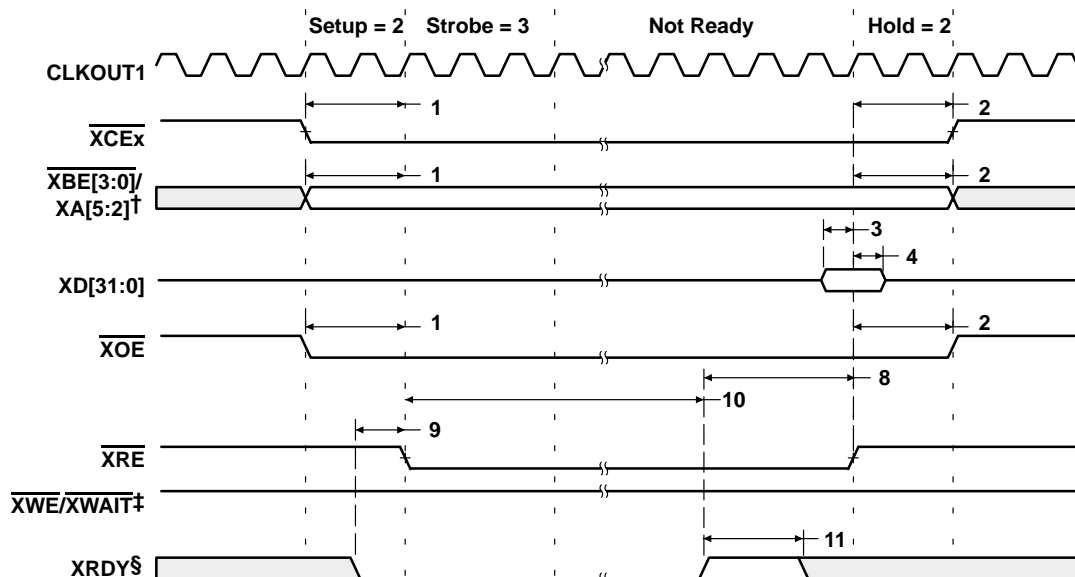 Setup = 2 Strobe = 3 Not Ready Hold = 2
CLKOUT1
1 2
XCEx
XBE[3:0]/ 1 2
XA[5:2]†
3
4
XD[31:0]
1 2
XOE
8
10
9
XRE
XWE/XWAIT‡
11
XRDY§